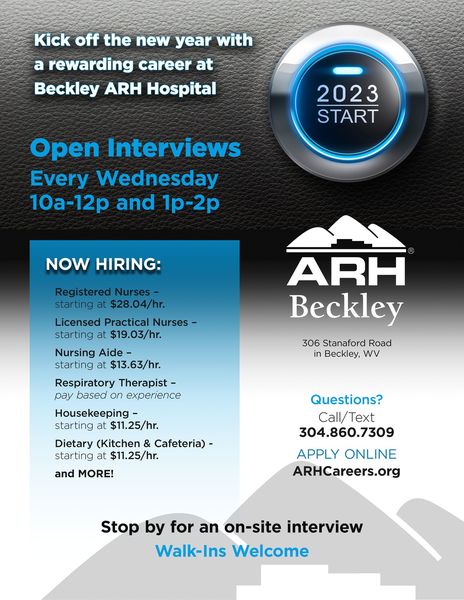 Kick off the new year with
a rewarding career at
Beckley ARH Hospital
2023
START
Open Interviews
Every Wednesday
10a-12p and 1p-2p
NOW HIRING:
Registered Nurses –
starting at $28.04/hr.
Licensed Practical Nurses –
starting at $19.03/hr.
Nursing Aide –
starting at $13.63/hr.
Respiratory Therapist –
pay based on experience
Housekeeping –
starting at $11.25/hr.
Dietary (Kitchen & Cafeteria) -
starting at $11.25/hr.
and MORE!
ARH®
Beckley
306 Stanaford Road
in Beckley, WV
Questions?
Call/Text
304.860.7309
APPLY ONLINE
ARHCareers.org
Stop by for an on-site interview
Walk-Ins Welcome